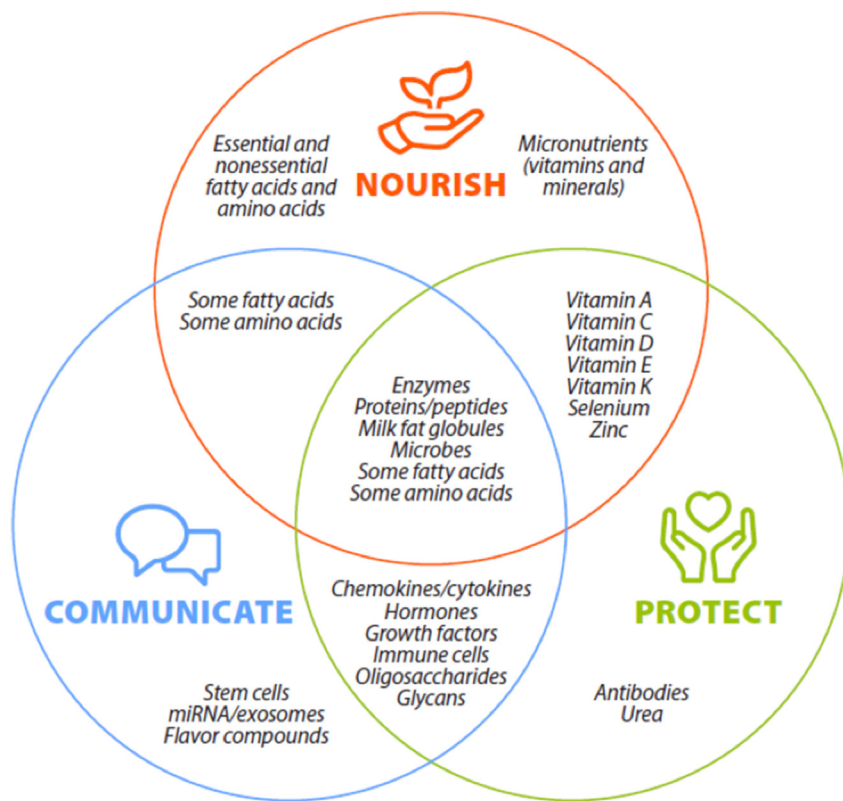 Essential and
nonessential
fatty acids and
amino acids
NOURISH
Micronutrients
(vitamins and
minerals)
Some fatty acids
Some amino acids
Vitamin A
Vitamin C
Vitamin D
Vitamin E
Vitamin K
Selenium
Zinc
Enzymes
Proteins/peptides
Milk fat globules
Microbes
Some fatty acids
Some amino acids
COMMUNICATE
PROTECT
Chemokines/cytokines
Hormones
Growth factors
Immune cells
Oligosaccharides
Glycans
Stem cells
miRNA/exosomes
Flavor compounds
Antibodies
Urea